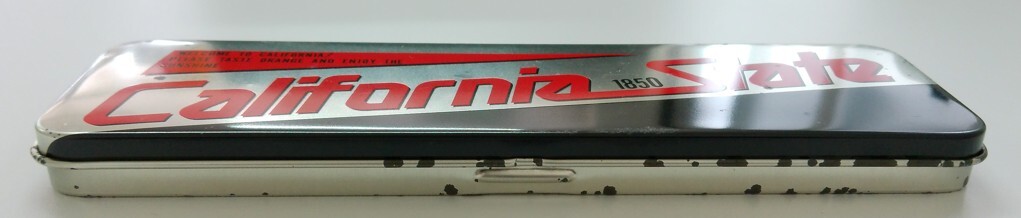 WELCOME TO CALIFORNIA!
PLEASE TASTE ORANGE AND ENJOY THE
SUNSHINE
California 1850 State